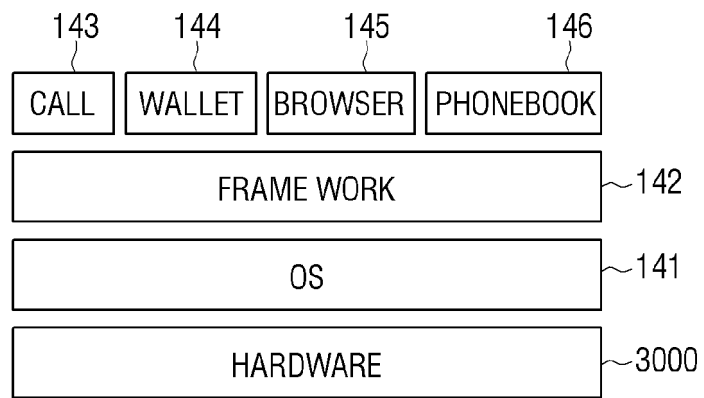 143 144 145 146
CALL WALLET BROWSER PHONEBOOK
FRAME WORK 142
OS 141
HARDWARE 3000